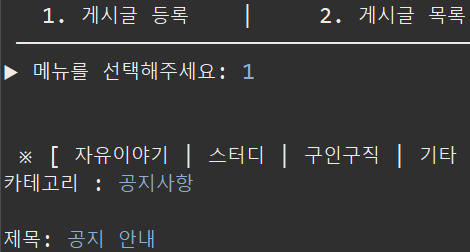 1. 게시글 등록 | 2. 게시글 목록
▶ 메뉴를 선택해주세요: 1
※ [ 자유이야기 | 스터디 | 구인구직 | 기타
카테고리 : 공지사항
제목: 공지 안내